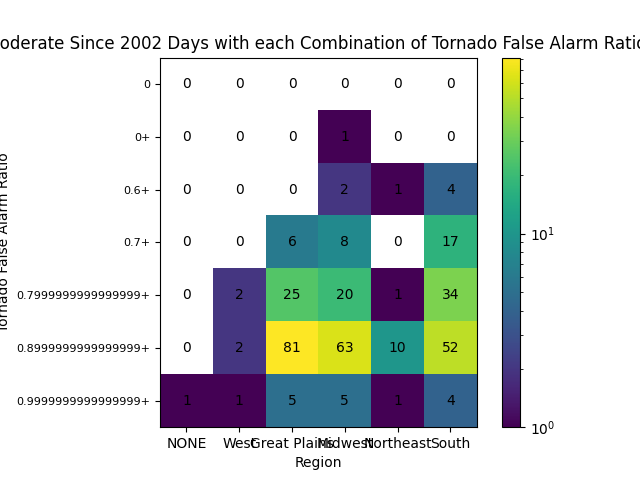 oderate Since 2002 Days with each Combination of Tornado False Alarm Ratio
Tornado False Alarm Ratio
0 0 0 0 0 0 0
0+ 0 0 0 1 0 0
0.6+ 0 0 0 2 1 4
0.7+ 0 0 6 8 0 17
0.7999999999999999+ 0 2 25 20 1 34
0.8999999999999999+ 0 2 81 63 10 52
0.9999999999999999+ 1 1 5 5 1 4
NONE West Great Plains Midwest Northeast South
Region
10¹
10⁰